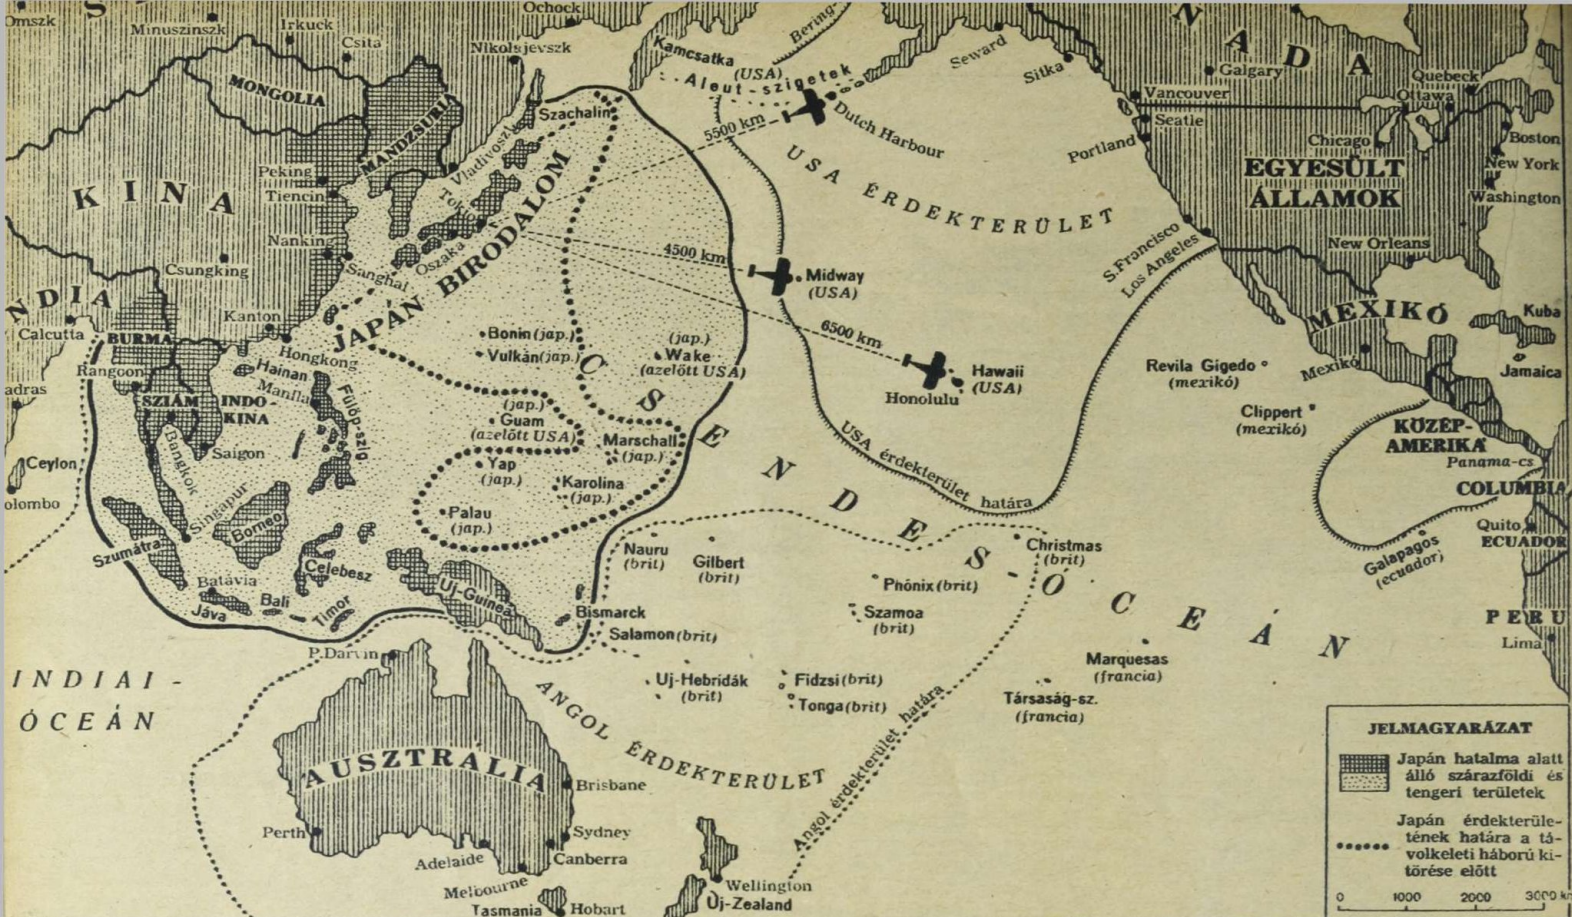 Omszk
Minuszinszk
Irkuck
Csita
Ochock
Nikolsjevszk
Kamcsatka
(USA)
Aleut-szigetek
Bering-
Seward
Sitka
NADA
Galgary
Vancouver
Seatle
Portland
Quebeck
Ottawa
Chicago
Boston
New York
Washington
EGYESÜLT
ÁLLAMOK
New Orleans
S.Francisco
Los Angeles
MONGOLIA
MANDZSURIA
Szachalin
5500 km
Dutch Harbour
USA ÉRDEKTERÜLET
Vladivoszt
Peking
Tiencin
KINA
Tokio
Oszaka
Nankin
Sanghai
Csungking
JAPÁN BIRODALOM
4500 km
Midway
(USA)
6500 km
Hawaii
(USA)
Honolulu
NDIA
Calcutta
BURMA
Rangoon
Kanton
Hongkong
Hainan
Manilla
Fülöp-szig
SZIÁM
INDO-
KINA
Bangkok
Saigon
adras
Ceylon
olombo
Bonin (jap.)
Vulkán (jap.)
(jap.)
Wake
(azelőtt USA)
(jap.)
Guam
(azelőtt USA)
Marschall
(jap.)
Yap
(jap.)
Karolina
(jap.)
Palau
(jap.)
CSENDES-ÓCEÁN
USA érdekterület határa
MEXIKÓ
Mexikó
Kuba
Jamaica
Revila Gigedo
(mexikó)
Clippert
(mexikó)
KÖZÉP-
AMERIKA
Panama-cs
COLUMBIA
Quito
ECUADOR
Galapagos
(ecuador)
PERU
Lima
Singapur
Szumátra
Borneo
Celebesz
Batávia
Jáva
Bali
Timor
Uj-Guinea
Bismarck
Salamon (brit)
Nauru
(brit)
Gilbert
(brit)
Phónix (brit)
Christmas
(brit)
Szamoa
(brit)
Uj-Hebridák
(brit)
Fidzsi (brit)
Tonga (brit)
Marquesas
(francia)
Társaság-sz.
(francia)
INDIAI-
ÓCEÁN
P.Darvin
ANGOL ÉRDEKTERÜLET
Angol érdekterület határa
AUSZTRÁLIA
Brisbane
Perth
Sydney
Canberra
Adelaide
Melbourne
Tasmania
Hobart
Wellington
Uj-Zealand
JELMAGYARÁZAT
Japán hatalma alatt
álló szárazföldi és
tengeri területek
Japán érdekterüle-
tének határa a tá-
volkeleti háború ki-
törése előtt
0 1000 2000 3000 km